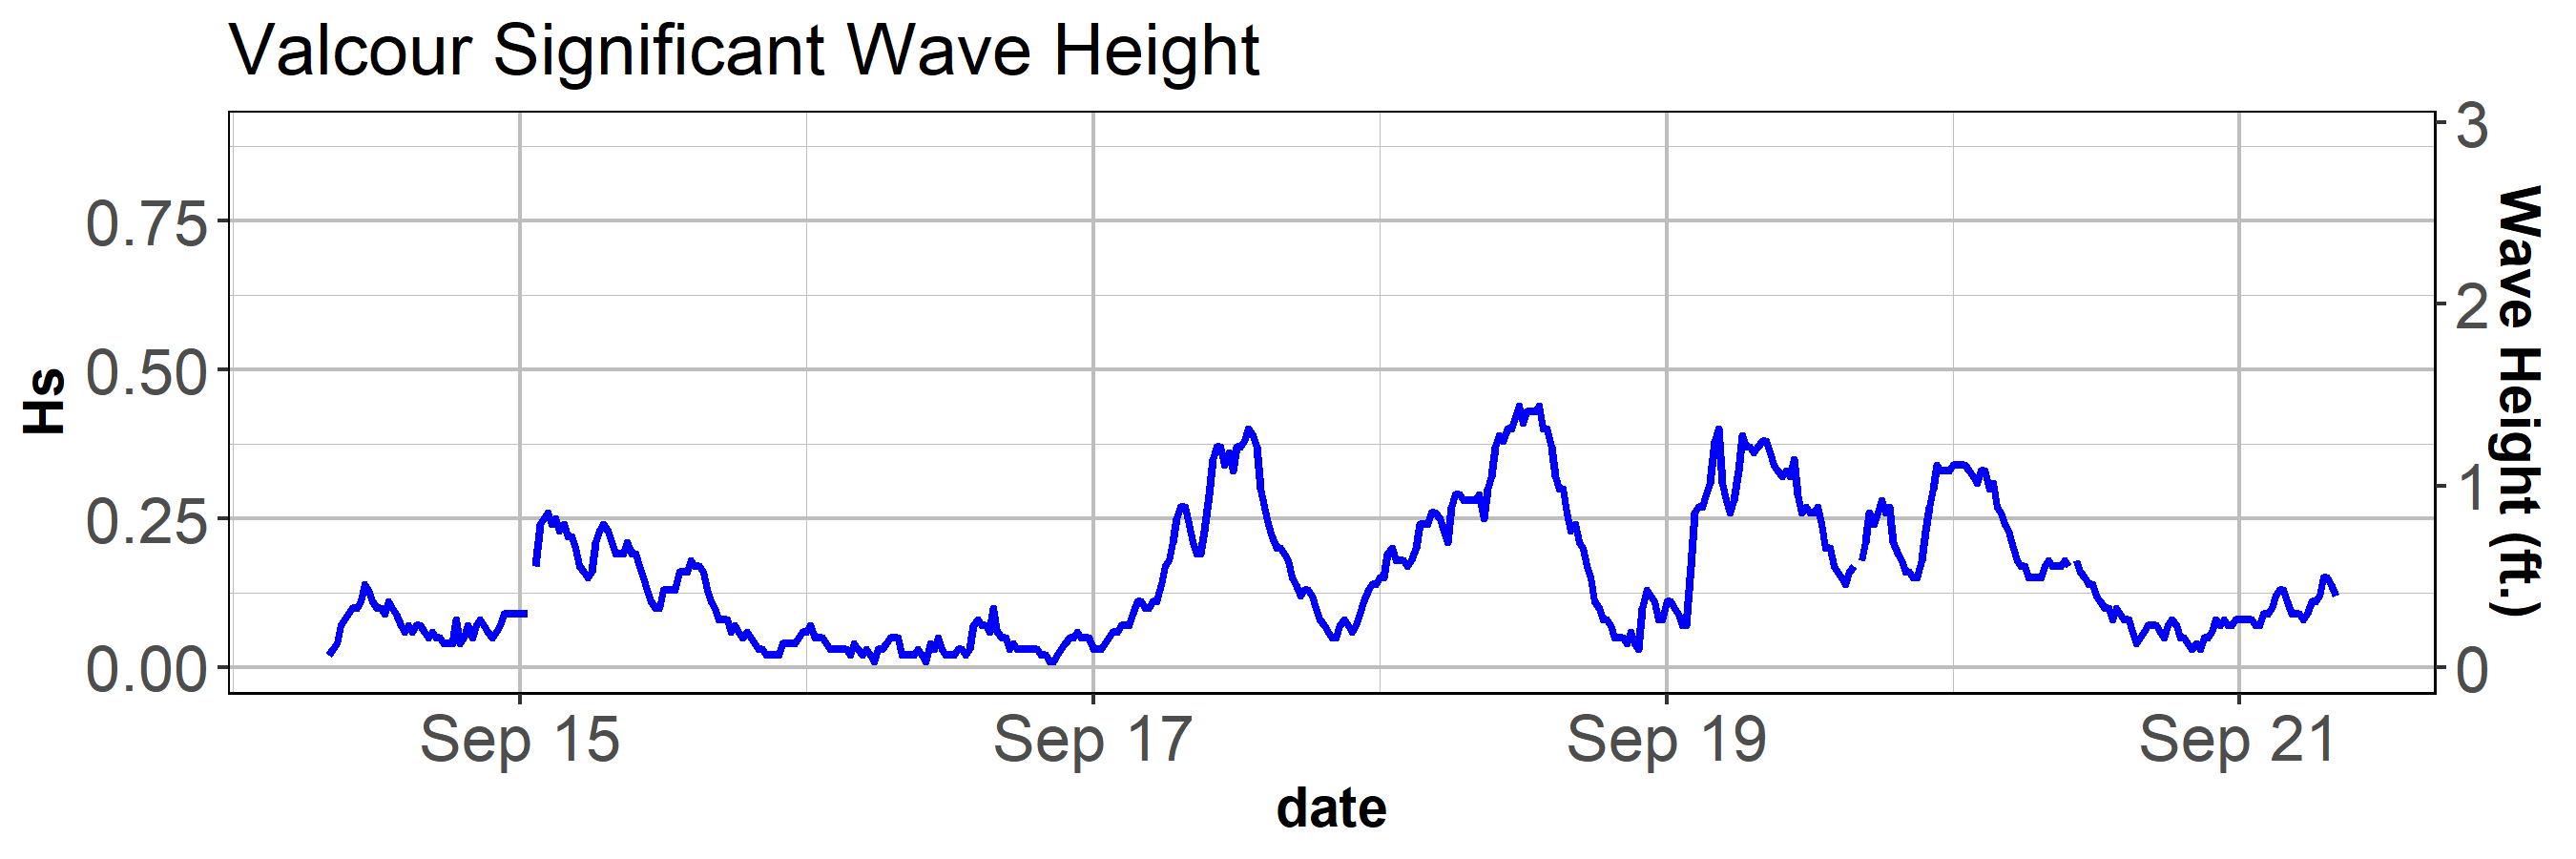 Valcour Significant Wave Height
Hs
0.75
0.50
0.25
0.00
3
2
1
0
Wave Height (ft.)
Sep 15 Sep 17 Sep 19 Sep 21
date